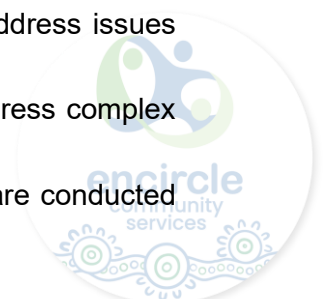 ddress issues
ress complex
are conducted
encircle
community
services